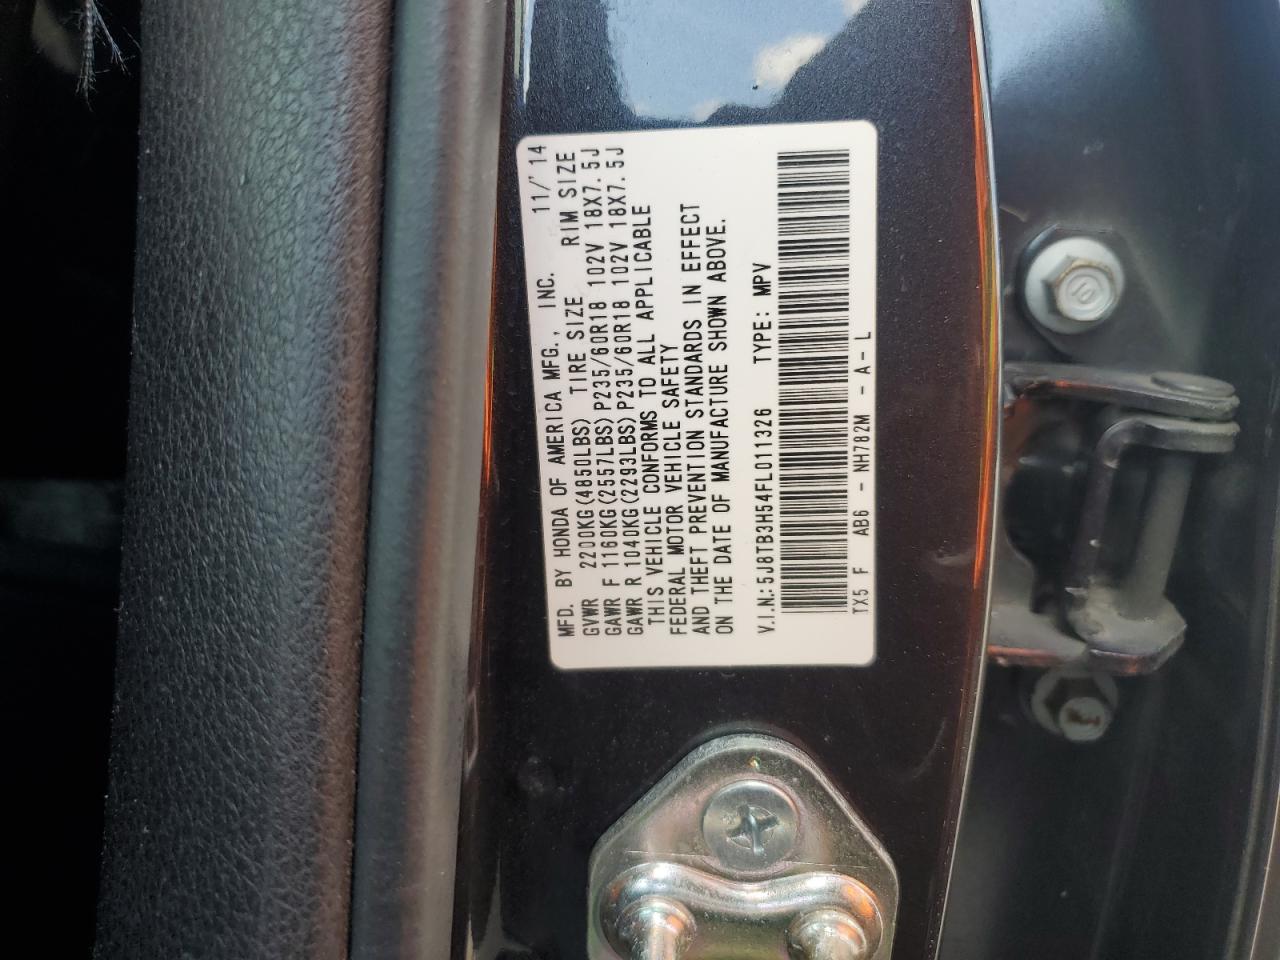 MFD. BY HONDA OF AMERICA MFG., INC. 11/'14
GVWR 2200KG(4850LBS) TIRE SIZE RIM SIZE
GAWR F 1160KG(2557LBS)P235/60R18 102V 18X7.5J
GAWR R 1040KG(2293LBS)P235/60R18 102V 18X7.5J
THIS VEHICLE CONFORMS TO ALL APPLICABLE
FEDERAL MOTOR VEHICLE SAFETY
AND THEFT PREVENTION STANDARDS IN EFFECT
ON THE DATE OF MANUFACTURE SHOWN ABOVE.
V.I.N.:5J8TB3H54FL011326 TYPE: MPV
TX5 F AB6 - NH782M - A - L
10